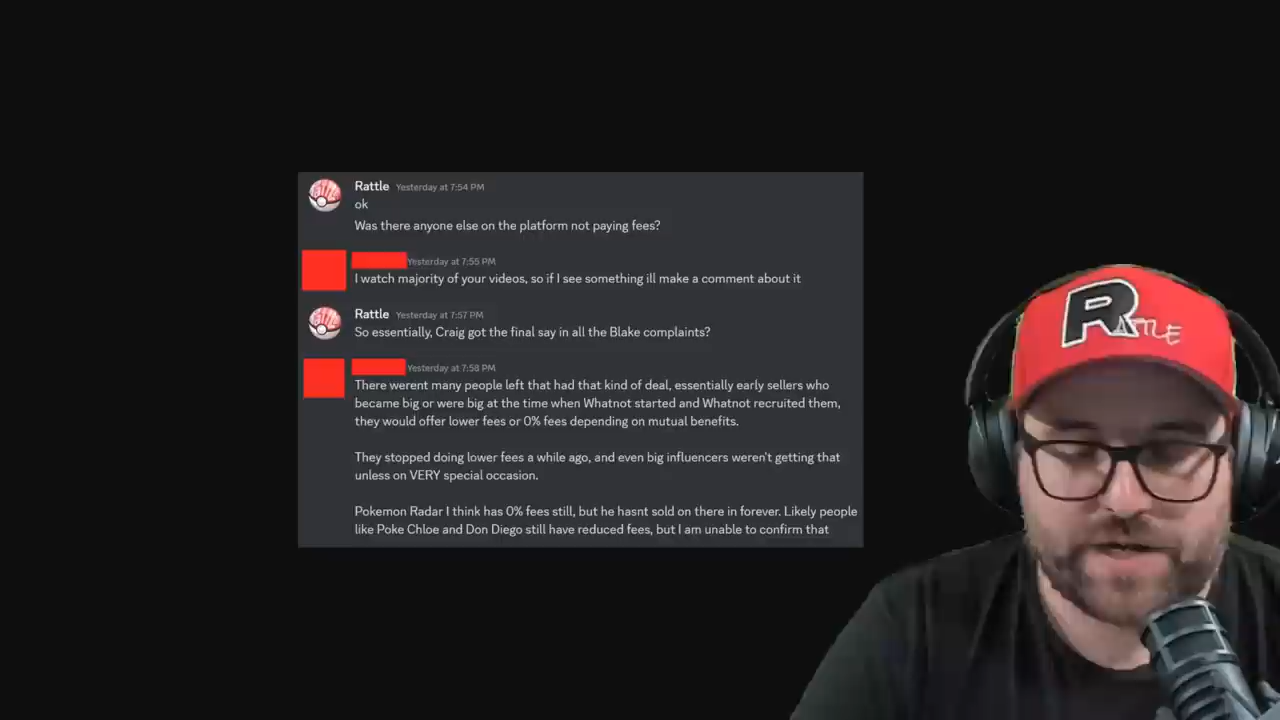 Rattle Yesterday at 7:54 PM
ok
Was there anyone else on the platform not paying fees?
Yesterday at 7:55 PM
I watch majority of your videos, so if I see something ill make a comment about it
Rattle Yesterday at 7:57 PM
So essentially, Craig got the final say in all the Blake complaints?
Yesterday at 7:58 PM
There werent many people left that had that kind of deal, essentially early sellers who
became big or were big at the time when Whatnot started and Whatnot recruited them,
they would offer lower fees or 0% fees depending on mutual benefits.
They stopped doing lower fees a while ago, and even big influencers weren't getting that
unless on VERY special occasion.
Pokemon Radar I think has 0% fees still, but he hasnt sold on there in forever. Likely people
like Poke Chloe and Don Diego still have reduced fees, but I am unable to confirm that
RATTLE